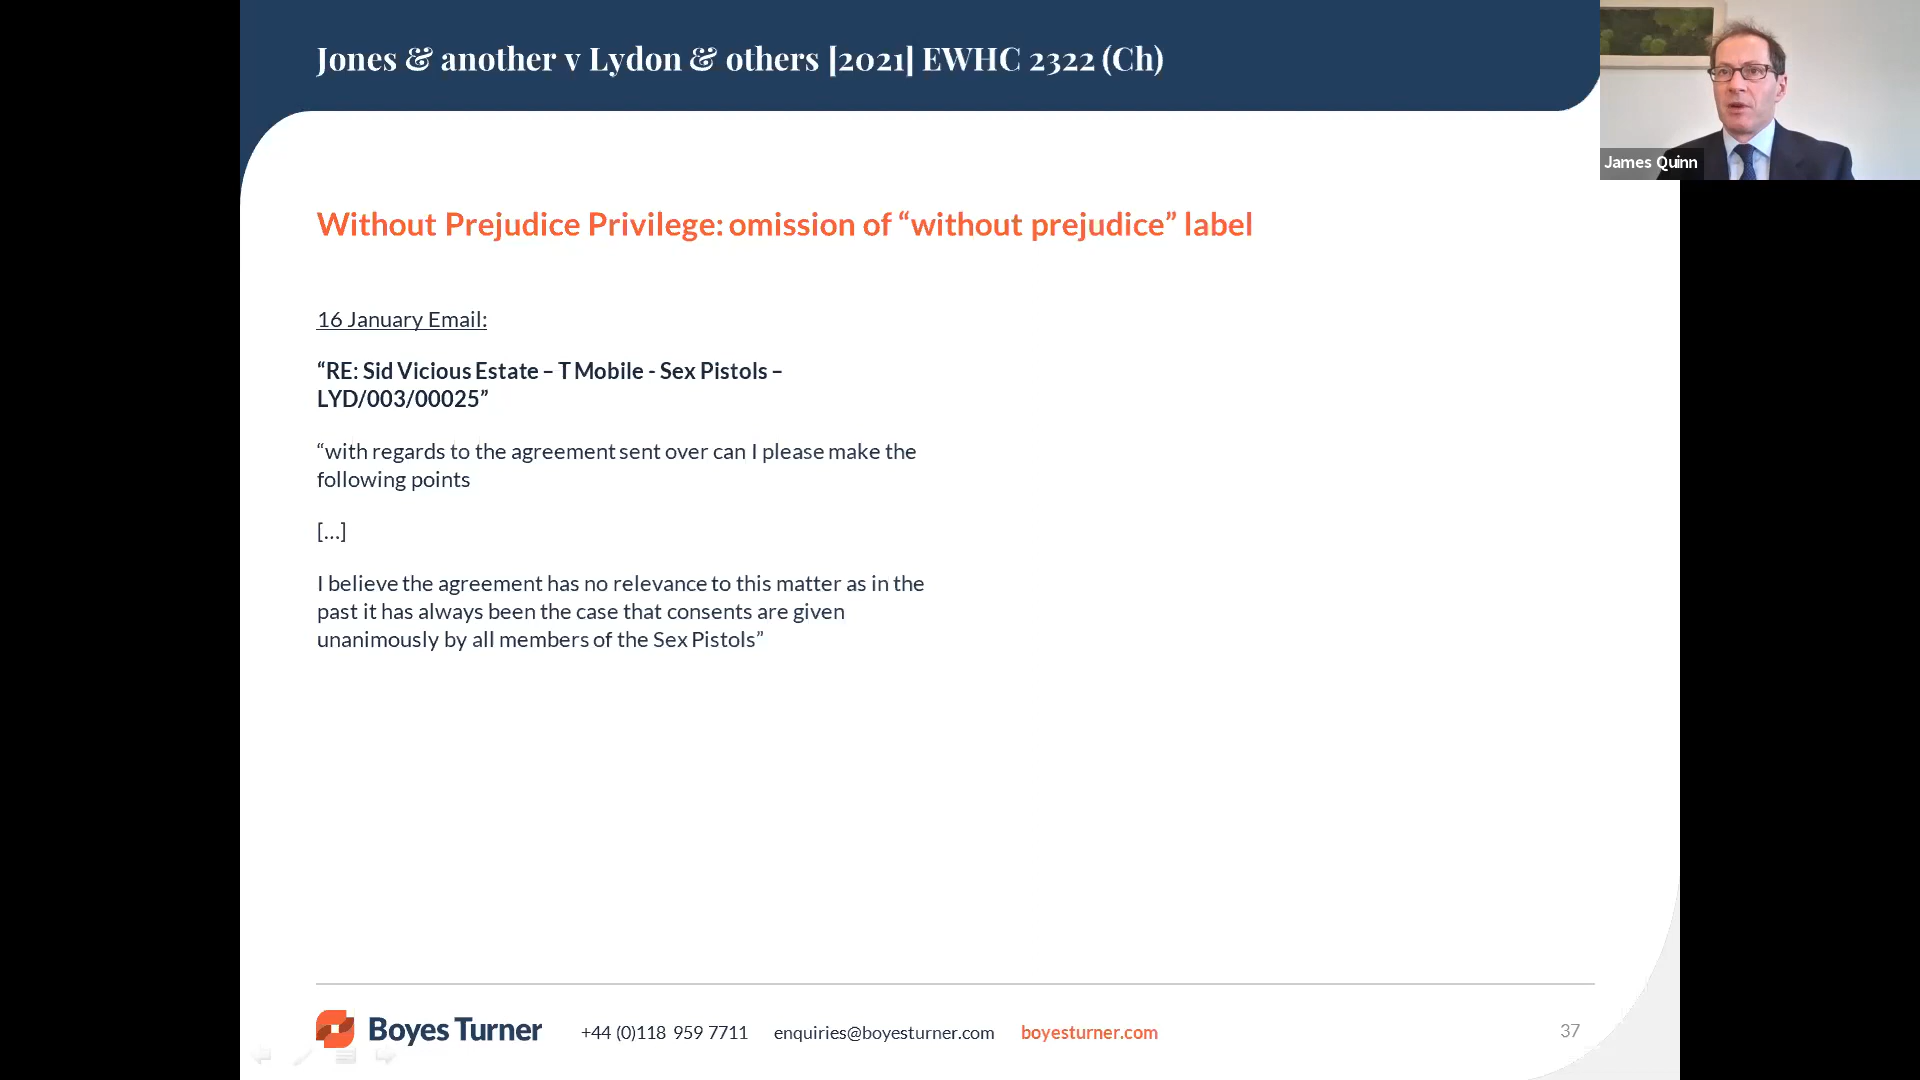 Jones & another v Lydon & others [2021] EWHC 2322 (Ch)
James Quinn
Without Prejudice Privilege: omission of “without prejudice” label
16 January Email:
“RE: Sid Vicious Estate – T Mobile - Sex Pistols –
LYD/003/00025”
“with regards to the agreement sent over can I please make the
following points
[…]
I believe the agreement has no relevance to this matter as in the
past it has always been the case that consents are given
unanimously by all members of the Sex Pistols”
Boyes Turner
+44 (0)118 959 7711 enquiries@boyesturner.com boyesturner.com
37